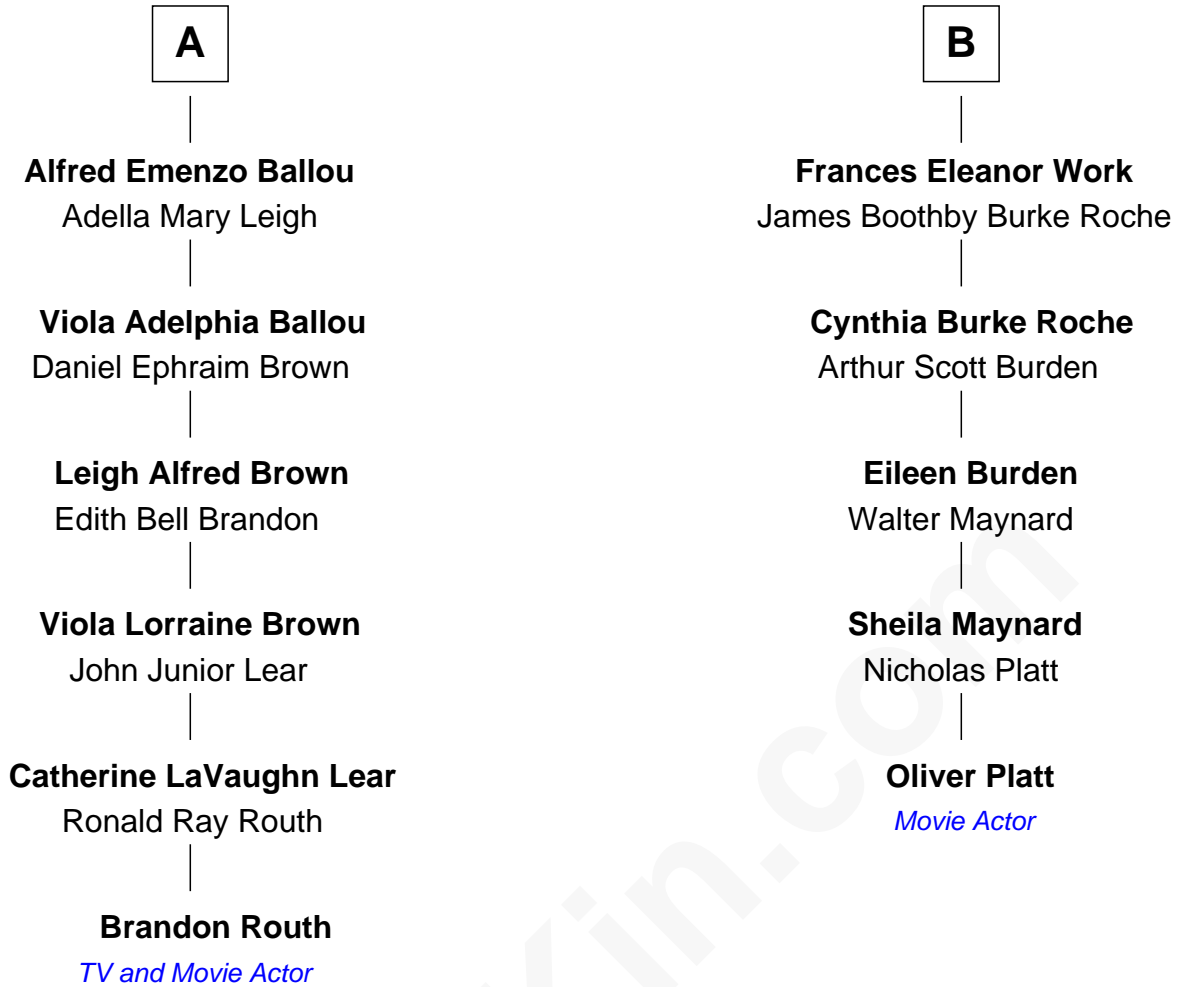 A
Alfred Emenzo Ballou
Adella Mary Leigh
Viola Adelphia Ballou
Daniel Ephraim Brown
Leigh Alfred Brown
Edith Bell Brandon
Viola Lorraine Brown
John Junior Lear
Catherine LaVaughn Lear
Ronald Ray Routh
Brandon Routh
TV and Movie Actor
B
Frances Eleanor Work
James Boothby Burke Roche
Cynthia Burke Roche
Arthur Scott Burden
Eileen Burden
Walter Maynard
Sheila Maynard
Nicholas Platt
Oliver Platt
Movie Actor
Kin.com